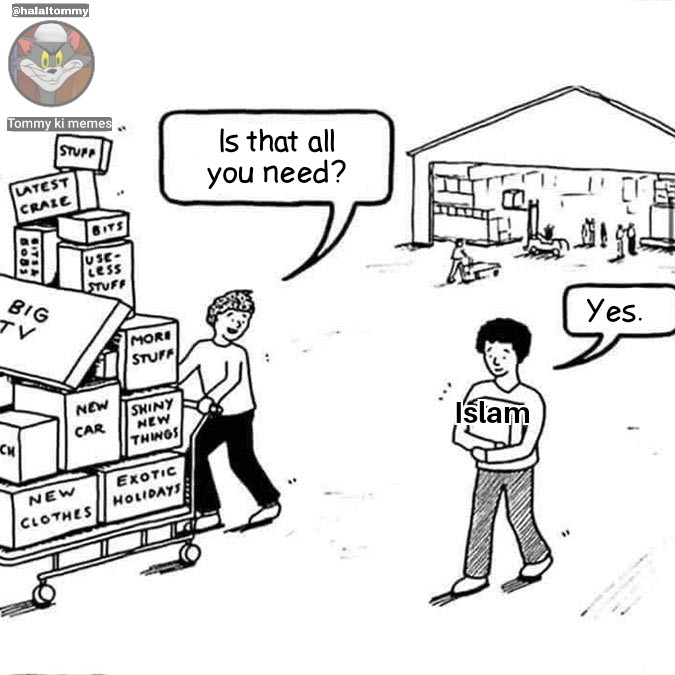 @halaltommy
Tommy ki memes
Is that all
you need?
Yes.
Islam
STUFF
LATEST
CRAZE
BITS
USE-
LESS
STUFF
BIG
TV
MORE
STUFF
NEW
CAR
SHINY
NEW
THINGS
CH
NEW
CLOTHES
EXOTIC
HOLIDAYS